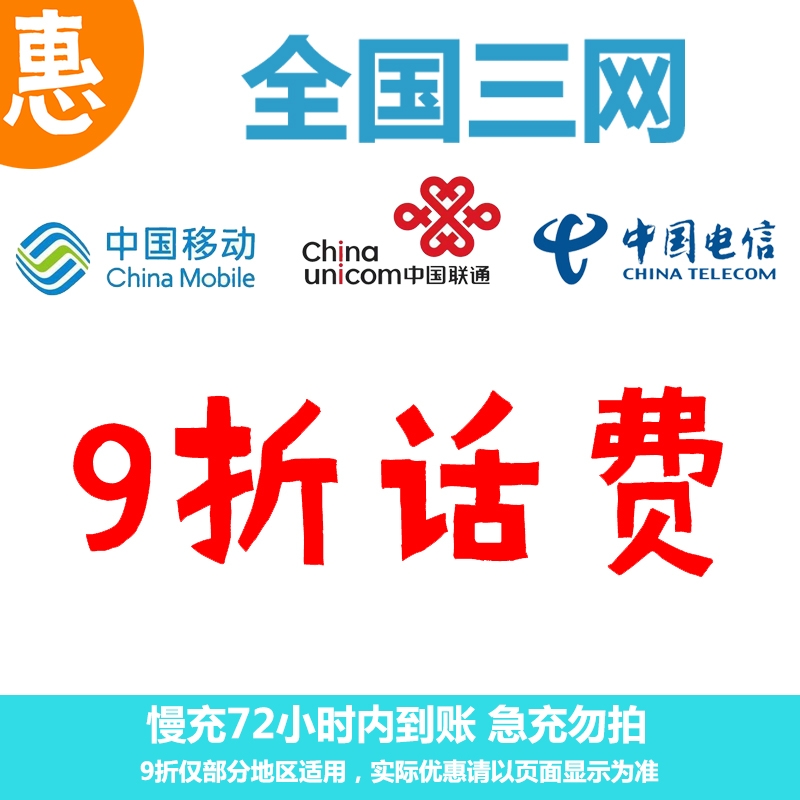 惠
全国三网
中国移动
China Mobile
China
unicom中国联通
中国电信
CHINA TELECOM
9折话费
慢充72小时内到账 急充勿拍
9折仅部分地区适用，实际优惠请以页面显示为准